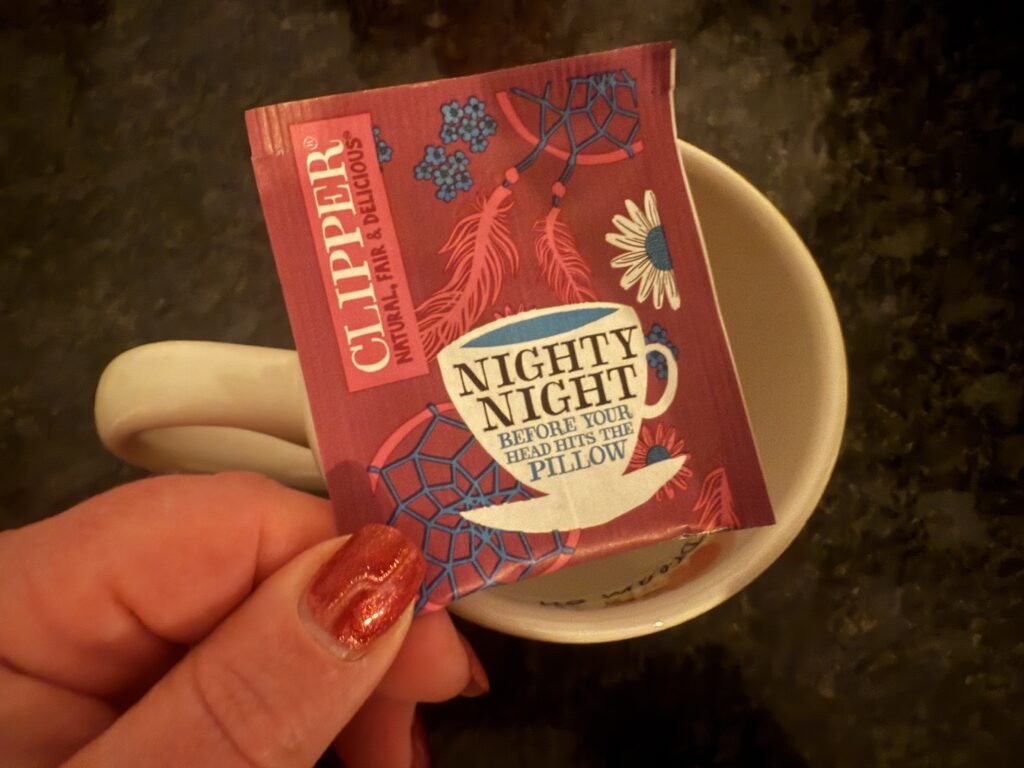 CLIPPER®
NATURAL, FAIR & DELICIOUS®
NIGHTY
NIGHT
BEFORE YOUR
HEAD HITS THE
PILLOW